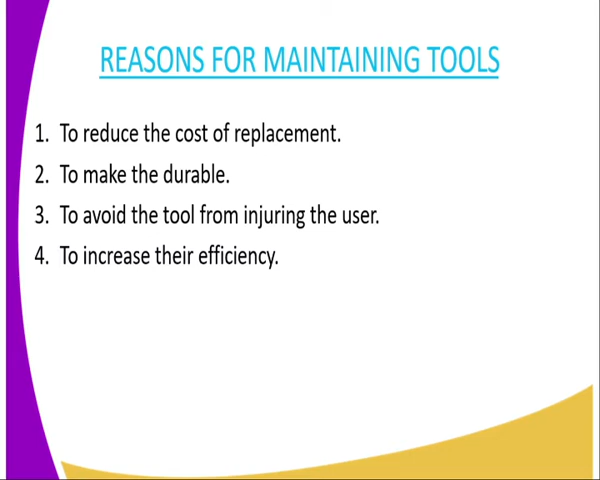 REASONS FOR MAINTAINING TOOLS
1. To reduce the cost of replacement.
2. To make the durable.
3. To avoid the tool from injuring the user.
4. To increase their efficiency.